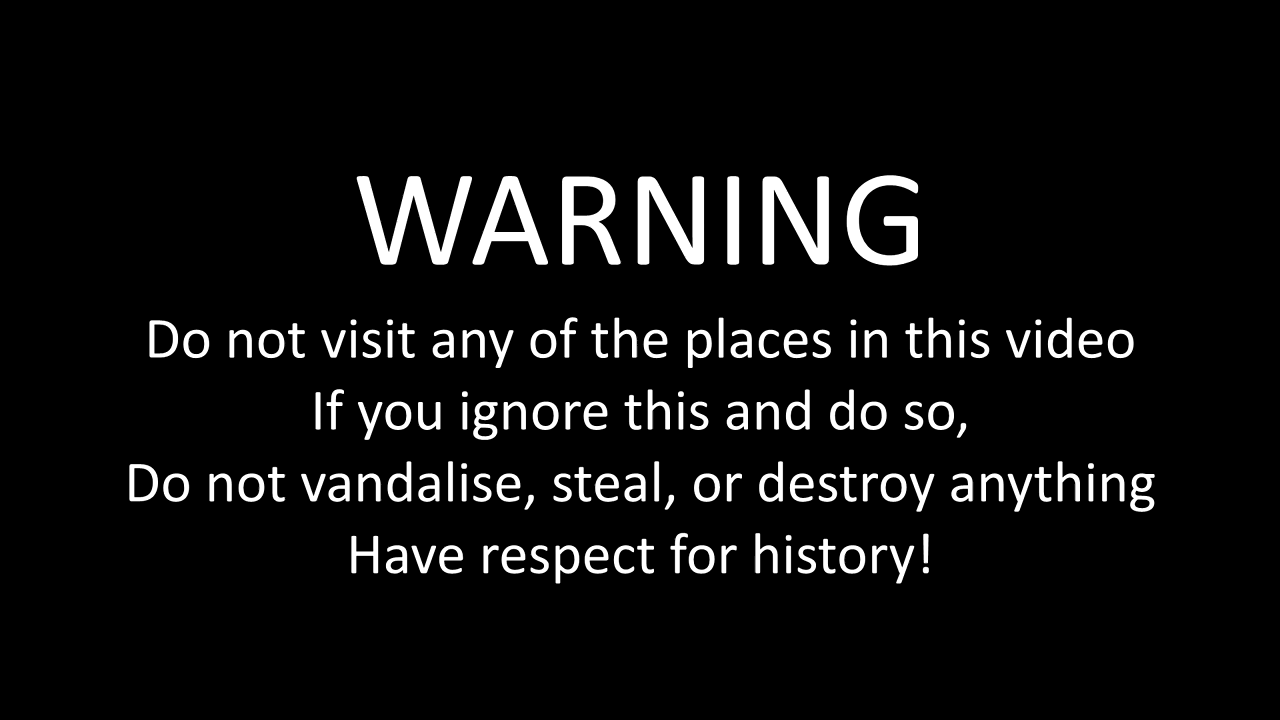 WARNING
Do not visit any of the places in this video
If you ignore this and do so,
Do not vandalise, steal, or destroy anything
Have respect for history!